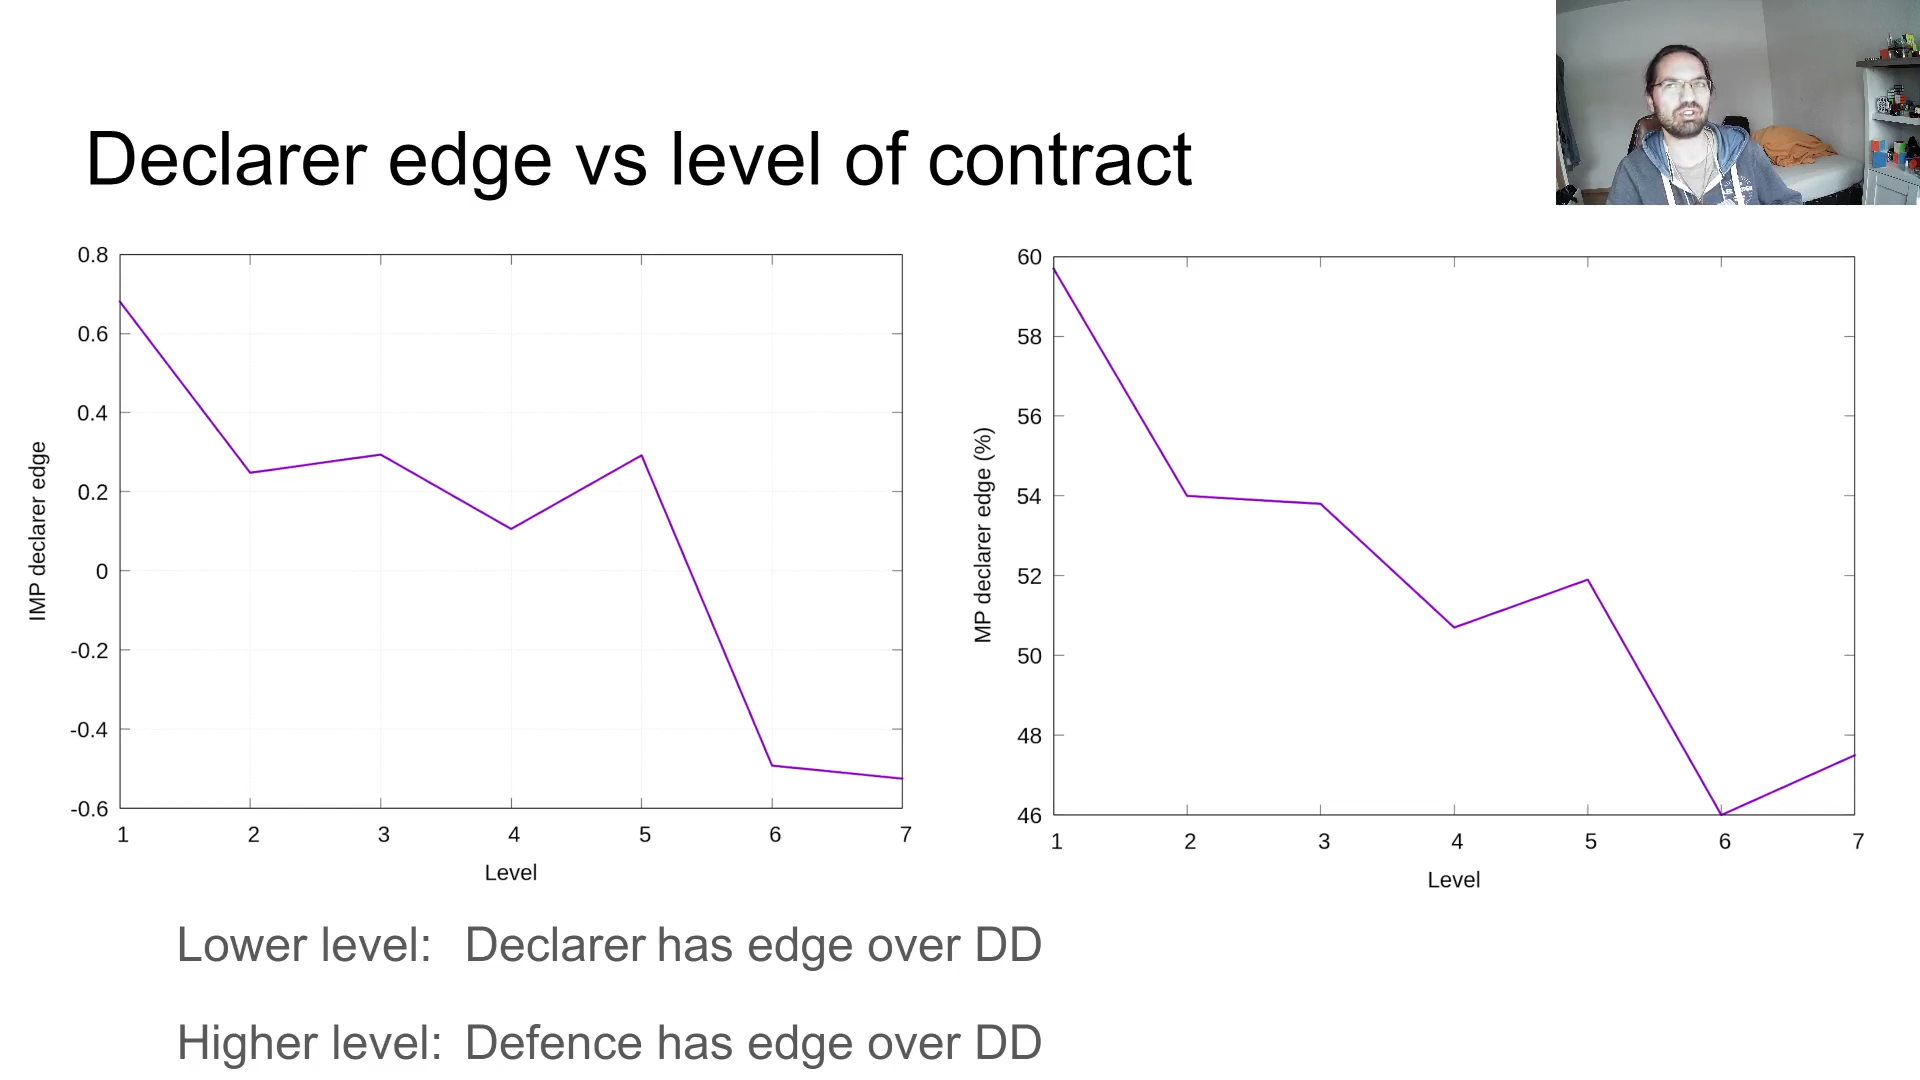 Declarer edge vs level of contract
0.8
0.6
0.4
0.2
0
-0.2
-0.4
-0.6
IMP declarer edge
1 2 3 4 5 6 7
Level
60
58
56
54
52
50
48
46
MP declarer edge (%)
1 2 3 4 5 6 7
Level
Lower level: Declarer has edge over DD
Higher level: Defence has edge over DD